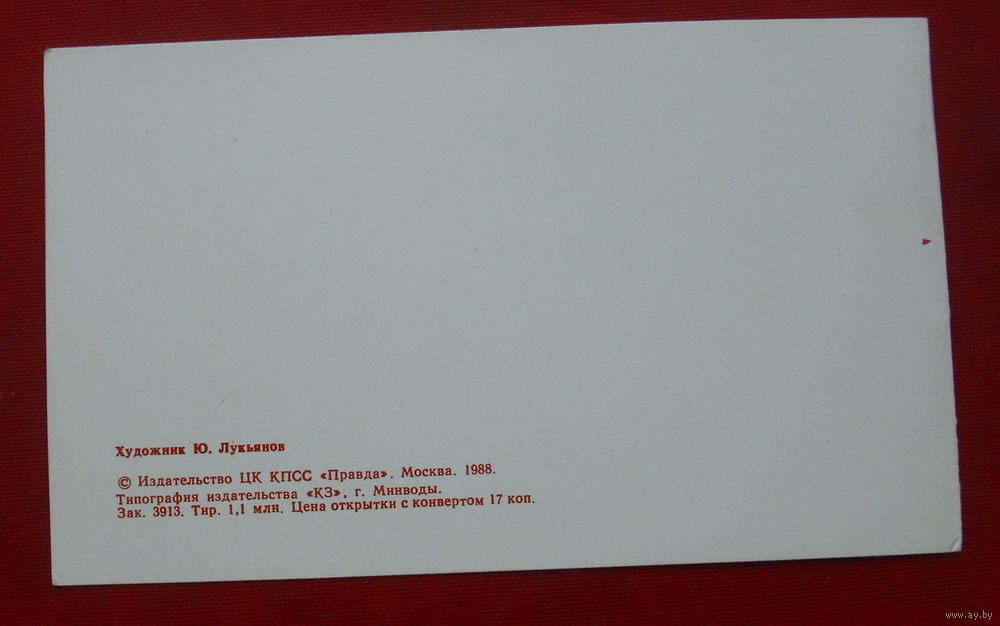 Художник Ю. Лукьянов
© Издательство ЦК КПСС «Правда». Москва. 1988.
Типография издательства «КЗ», г. Минводы.
Зак. 3913. Тир. 1,1 млн. Цена открытки с конвертом 17 коп.
www.ay.by